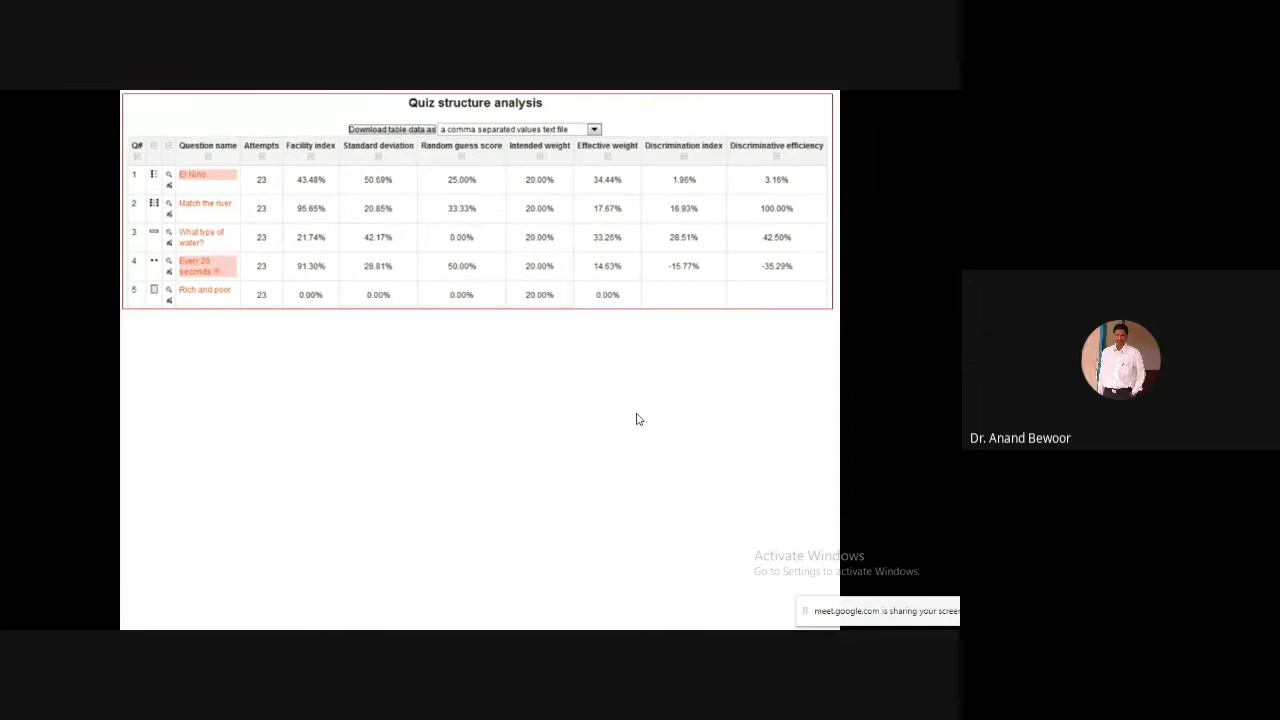 Quiz structure analysis
Download table data as a comma separated values text file
Q# Question name Attempts Facility index Standard deviation Random guess score Intended weight Effective weight Discrimination index Discriminative efficiency
1 El Nino 23 43.48% 50.69% 25.00% 20.00% 34.44% 1.96% 3.16%
2 Match the river 23 95.65% 20.85% 33.33% 20.00% 17.67% 16.93% 100.00%
3 What type of water? 23 21.74% 42.17% 0.00% 20.00% 33.26% 28.51% 42.50%
4 Every 20 seconds !!! 23 91.30% 28.81% 50.00% 20.00% 14.63% -15.77% -35.29%
5 Rich and poor 23 0.00% 0.00% 0.00% 20.00% 0.00%
Dr. Anand Bewoor
Activate Windows
Go to Settings to activate Windows.
meet.google.com is sharing your screen